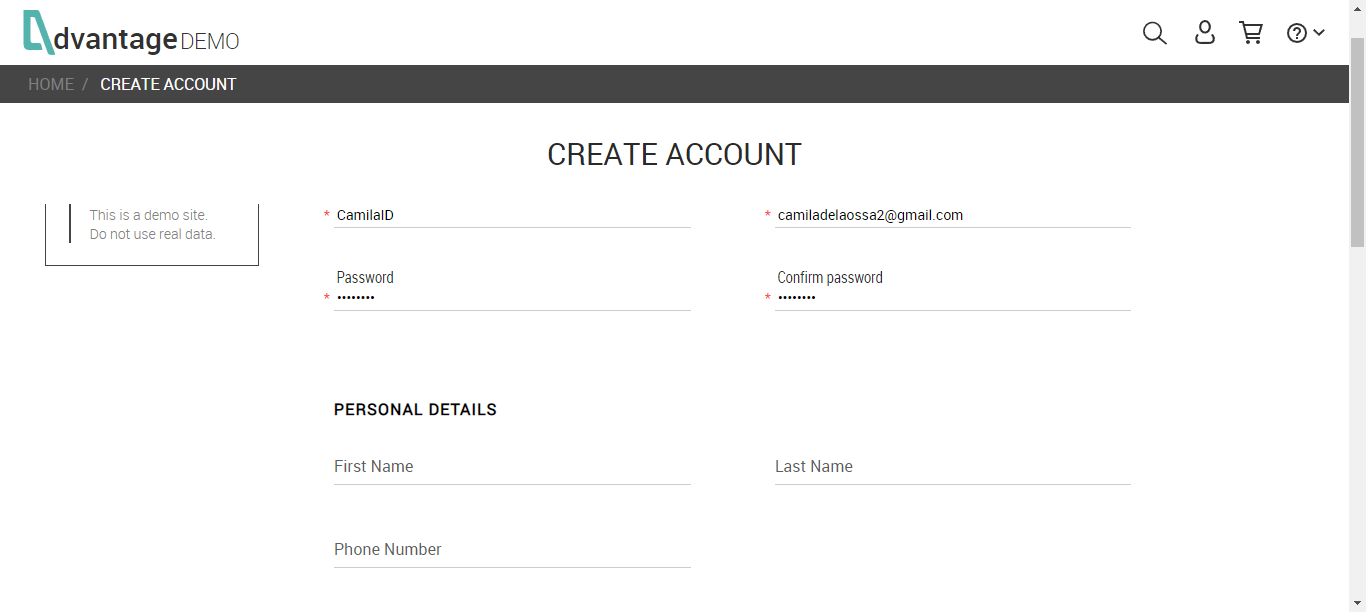 dvantage DEMO
HOME / CREATE ACCOUNT
CREATE ACCOUNT
This is a demo site.
Do not use real data.
* CamilaID
* camiladelaossa2@gmail.com
Password
* ••••••••
Confirm password
* ••••••••
PERSONAL DETAILS
First Name
Last Name
Phone Number